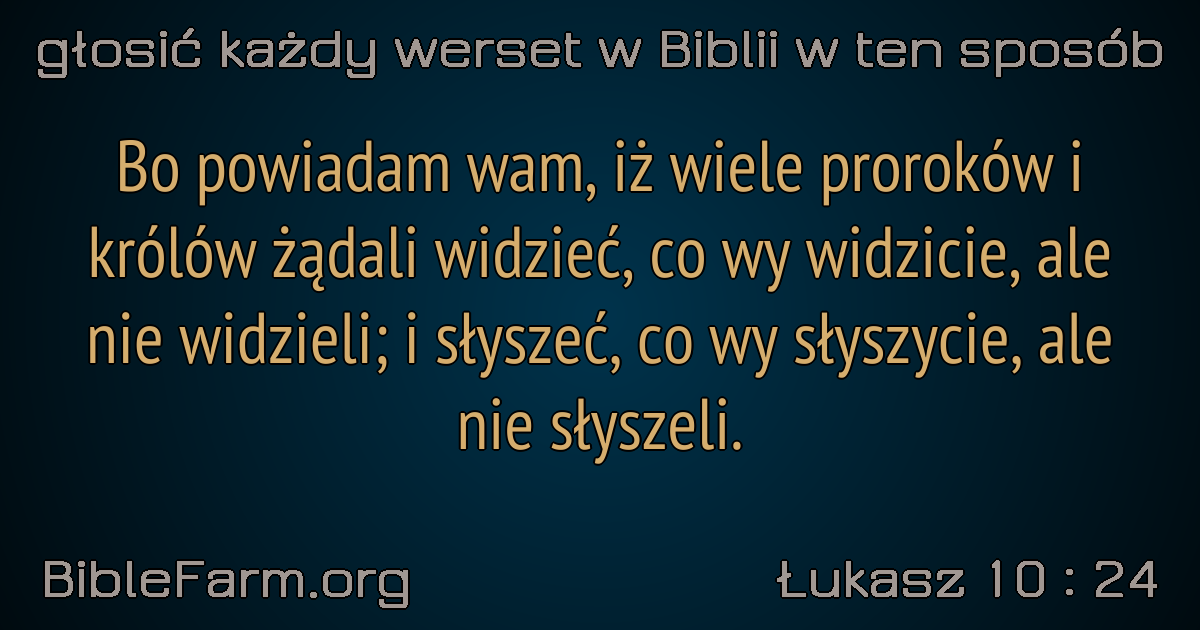 głosić każdy werset w Biblii w ten sposób
Bo powiadam wam, iż wiele proroków i
królów żądali widzieć, co wy widzicie, ale
nie widzieli; i słyszeć, co wy słyszycie, ale
nie słyszeli.
BibleFarm.org
Łukasz 10 : 24